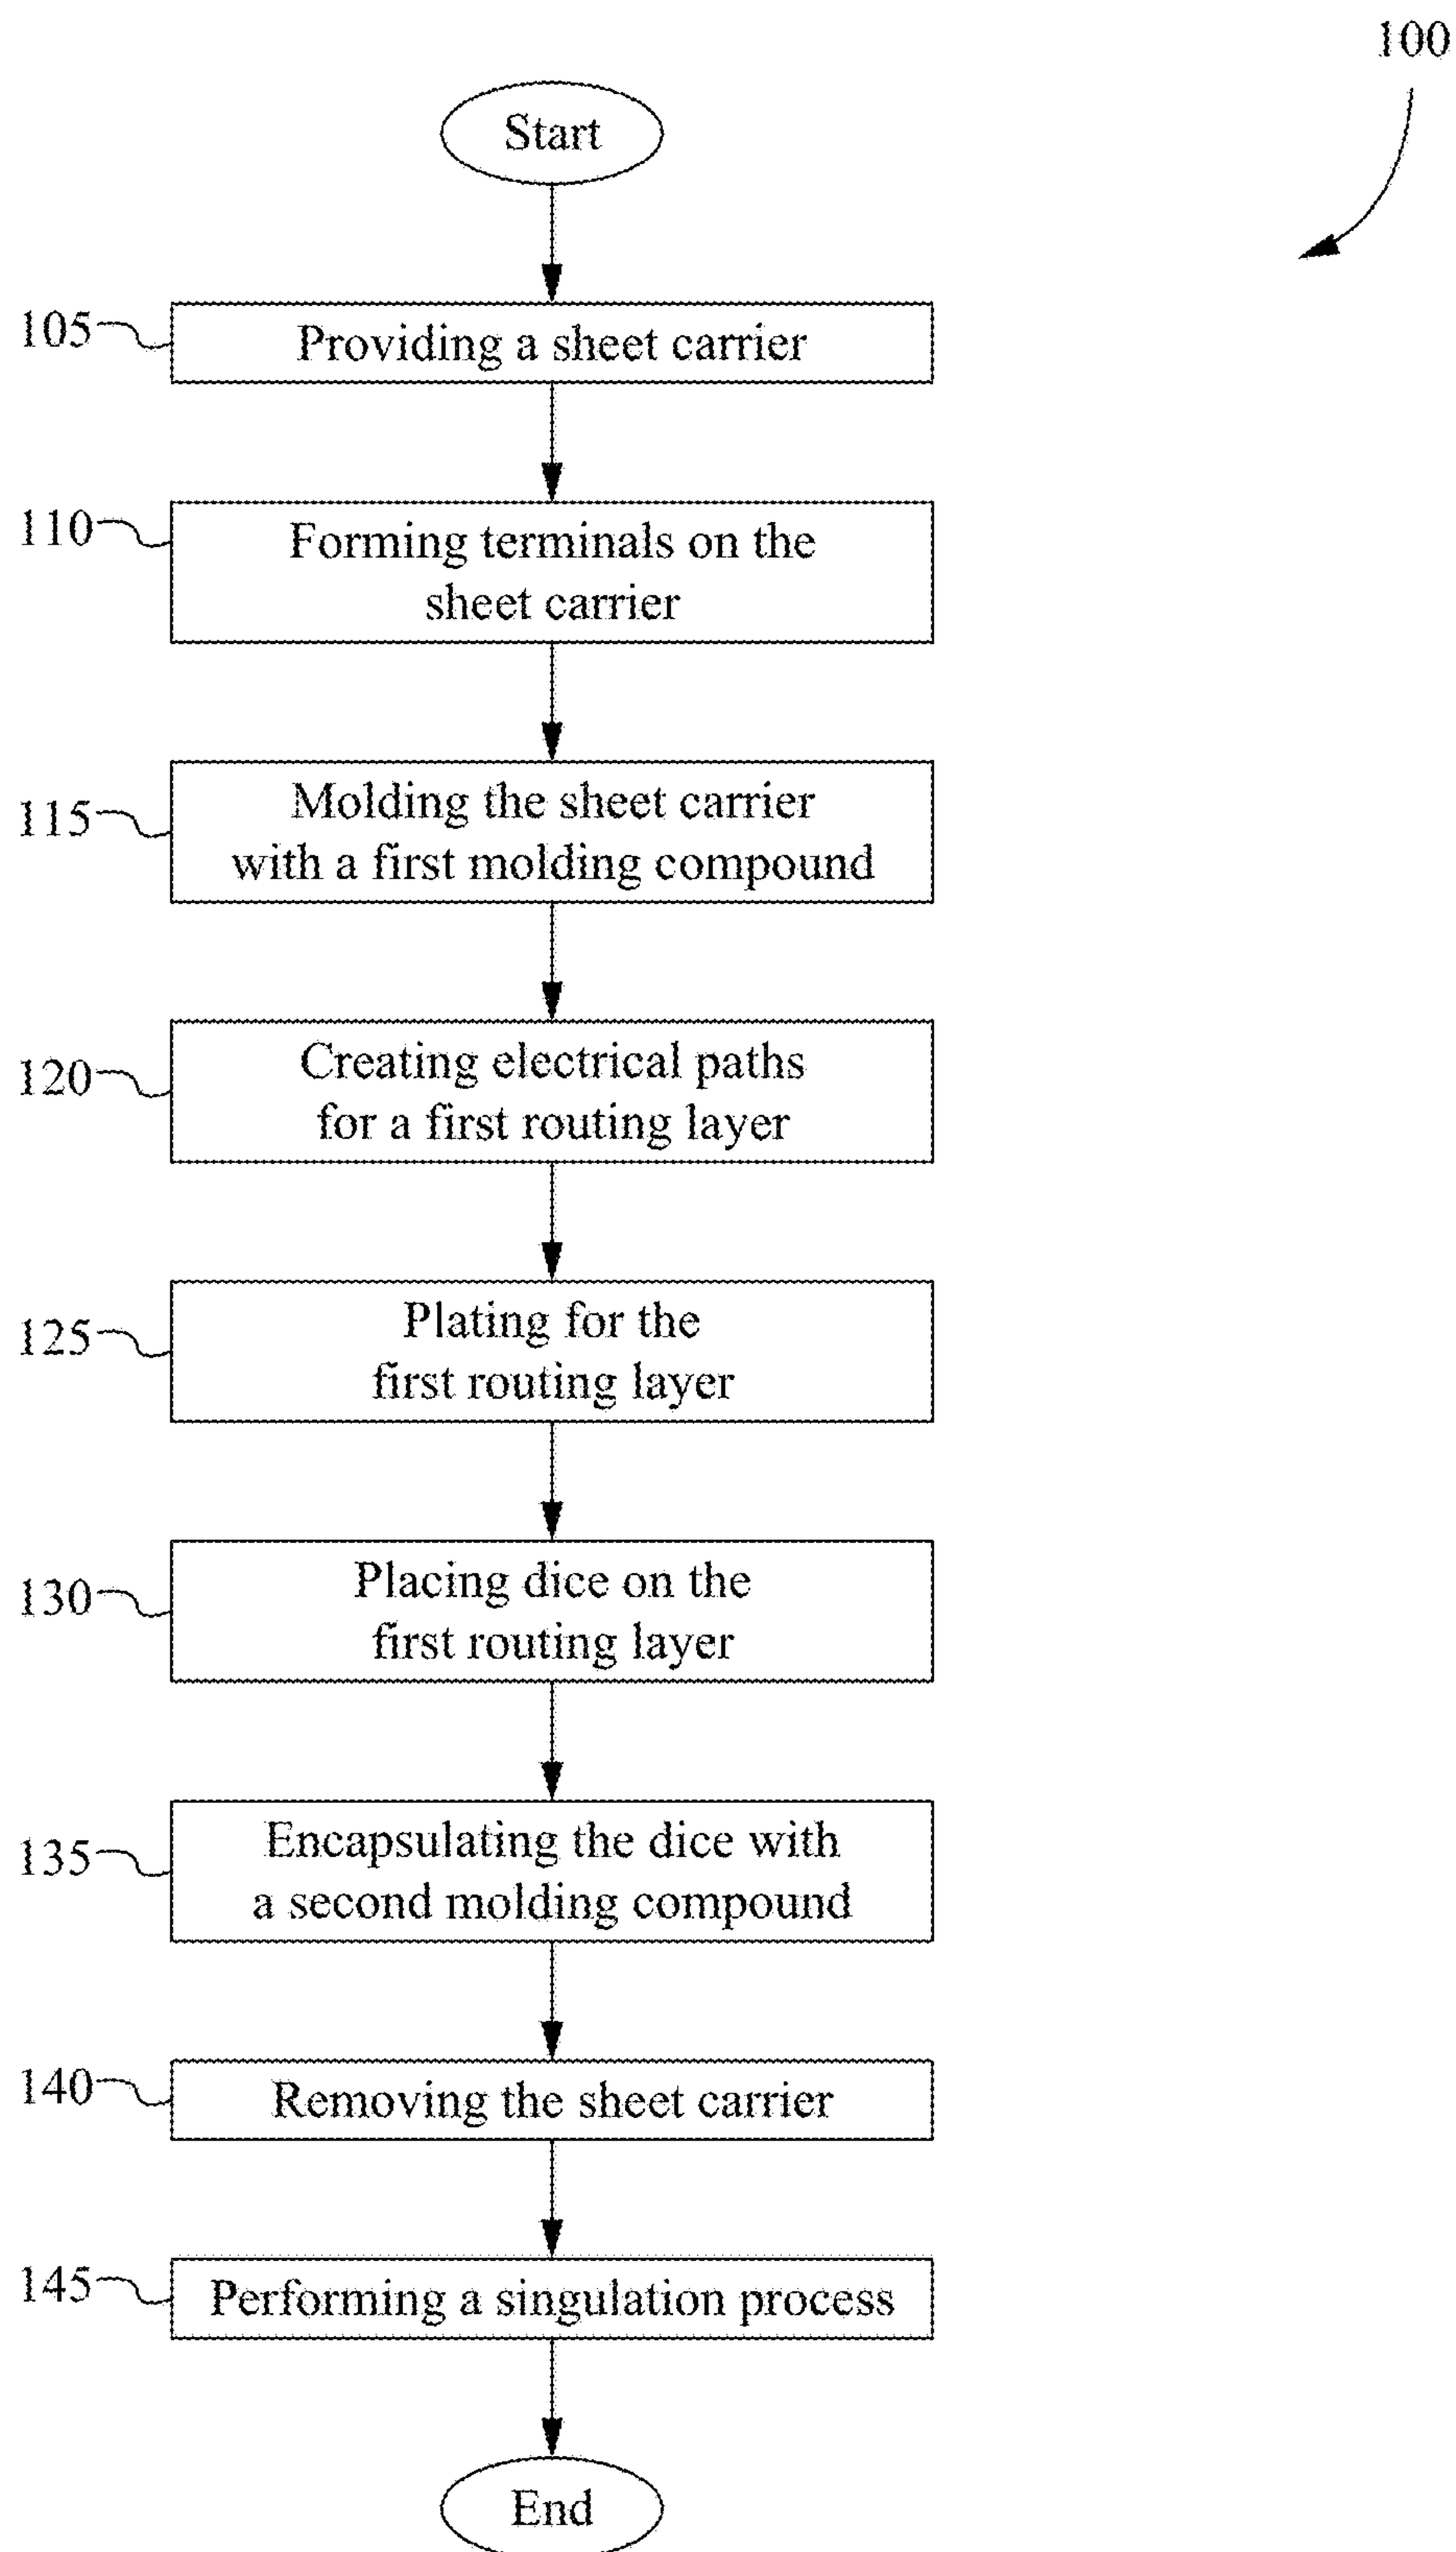 100
Start
105
Providing a sheet carrier
110
Forming terminals on the
sheet carrier
115
Molding the sheet carrier
with a first molding compound
120
Creating electrical paths
for a first routing layer
125
Plating for the
first routing layer
130
Placing dice on the
first routing layer
135
Encapsulating the dice with
a second molding compound
140
Removing the sheet carrier
145
Performing a singulation process
End